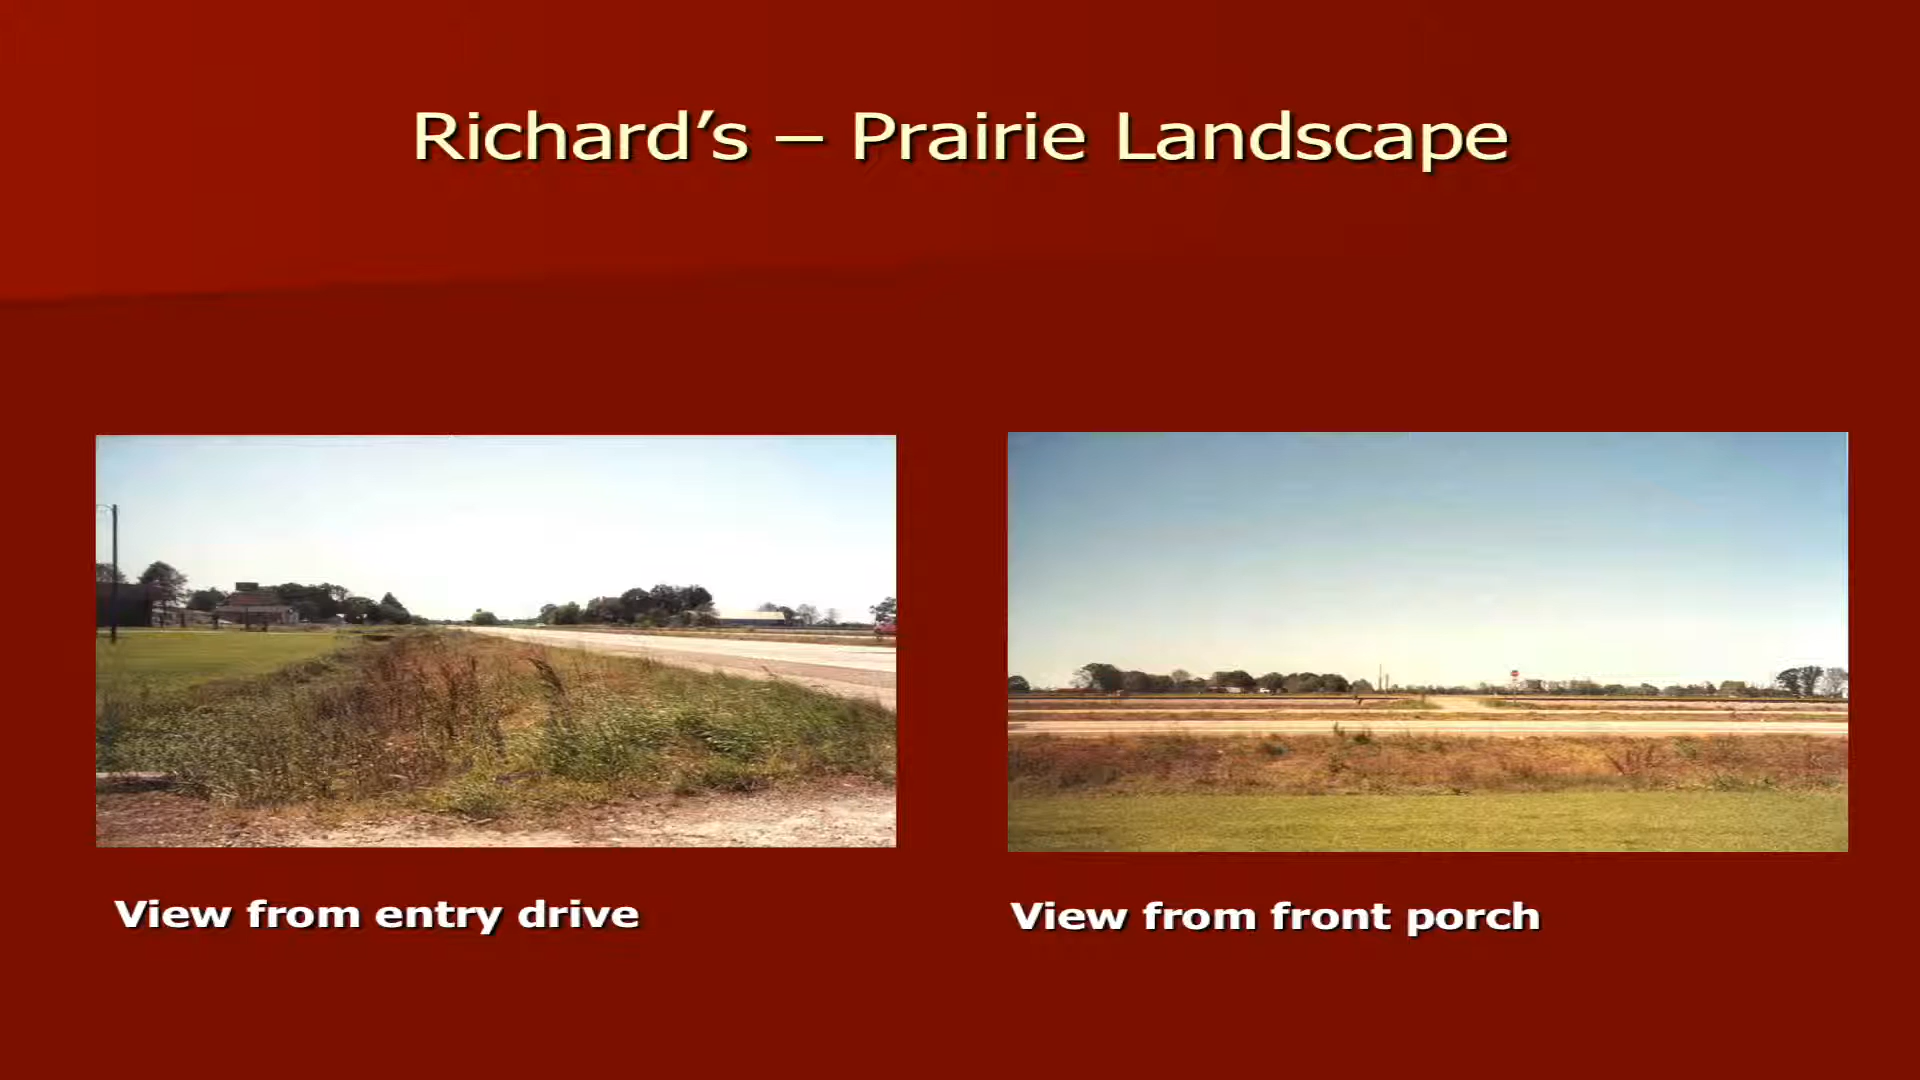 Richard’s – Prairie Landscape
View from entry drive
View from front porch